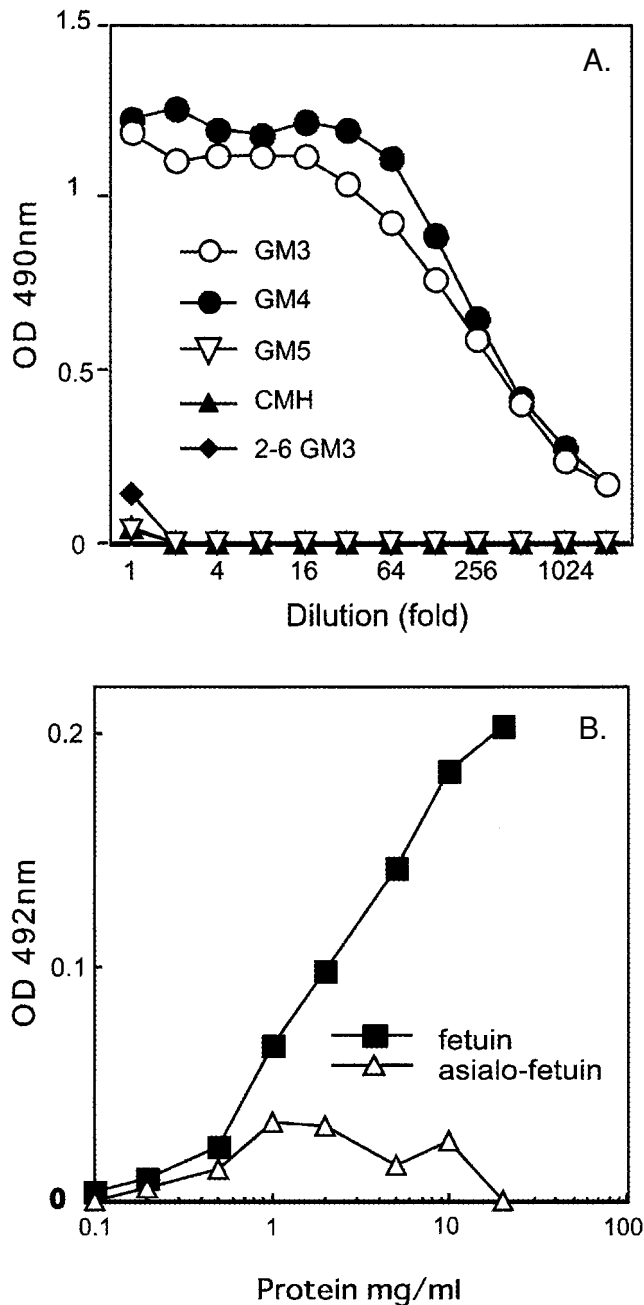 A.
1.5
1
0.5
0
OD 490nm
GM3
GM4
GM5
CMH
2-6 GM3
1 4 16 64 256 1024
Dilution (fold)
B.
0.2
0.1
0
OD 492nm
fetuin
asialo-fetuin
0.1 1 10 100
Protein mg/ml